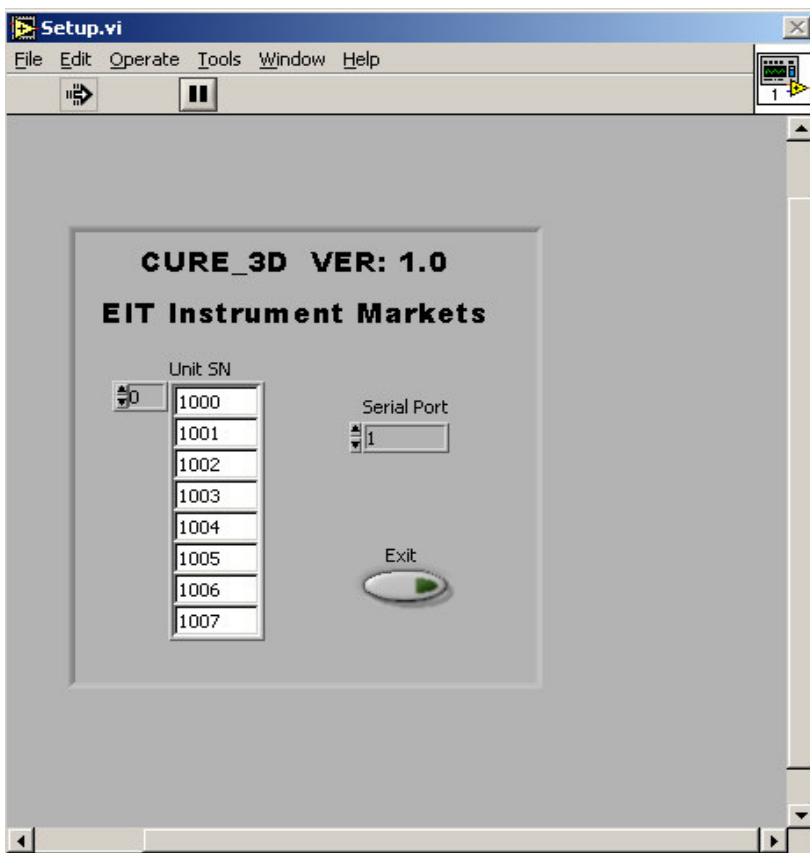 Setup.vi
File Edit Operate Tools Window Help
1
CURE_3D VER: 1.0
EIT Instrument Markets
Unit SN
0
1000
1001
1002
1003
1004
1005
1006
1007
Serial Port
1
Exit